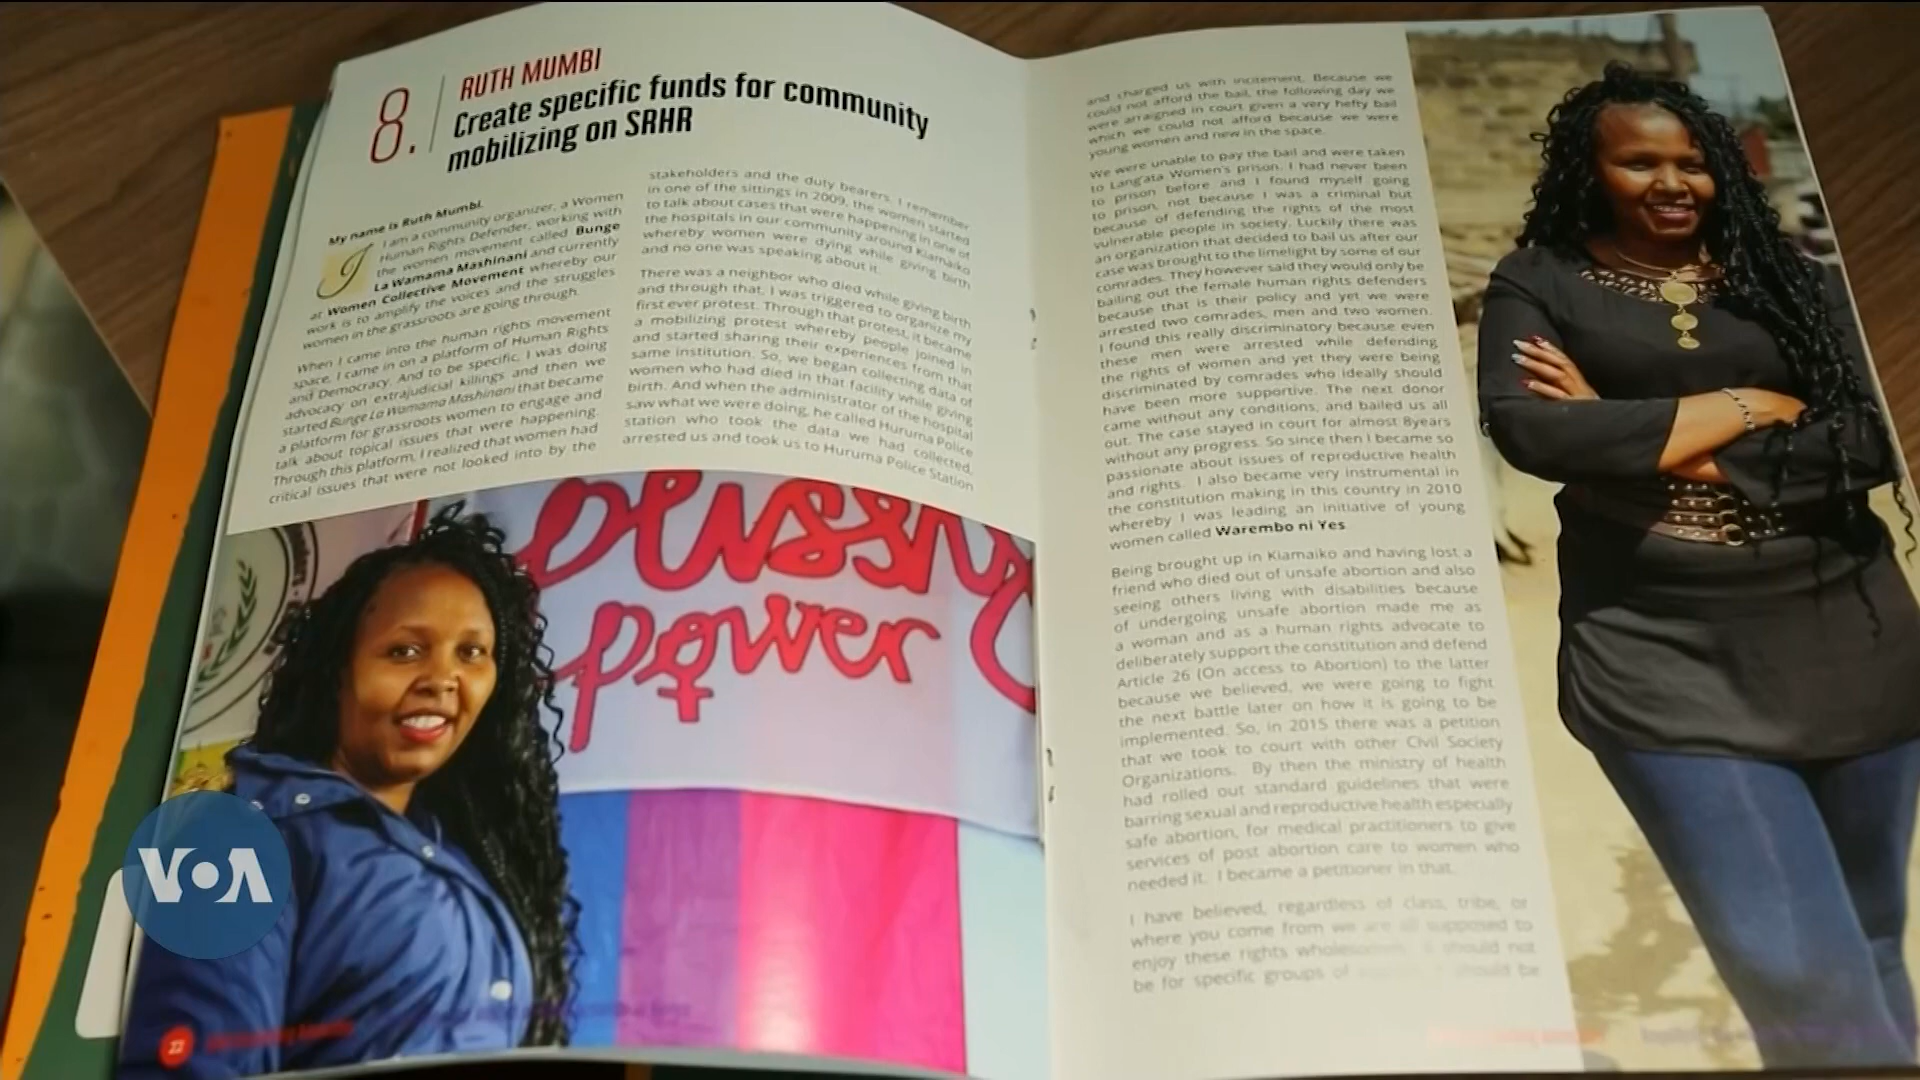 8.
RUTH MUMBI
Create specific funds for community
mobilizing on SRHR
My name is Ruth Mumbi.
I am a community organizer, a Women
Human Rights Defender, working with
the women movement called Bunge
La Wamama Mashinani and currently
at Women Collective Movement whereby our
work is to amplify the voices and the struggles
women in the grassroots are going through.
When I came into the human rights movement
space, I came in on a platform of Human Rights
and Democracy. And to be specific, I was doing
advocacy on extrajudicial killings and then we
started Bunge La Wamama Mashinani that became
a platform for grassroots women to engage and
talk about topical issues that were happening.
Through this platform, I realized that women had
critical issues that were not looked into by the
stakeholders and the duty bearers. I remember
in one of the sittings in 2009, the women started
to talk about cases that were happening in one of
the hospitals in our community around Kiamaiko
whereby women were dying while giving birth
and no one was speaking about it.
There was a neighbor who died while giving birth
and through that, I was triggered to organize my
first ever protest. Through that protest, it became
a mobilizing protest whereby people joined in
and started sharing their experiences from that
same institution. So, we began collecting data of
women who had died in that facility while giving
birth. And when the administrator of the hospital
saw what we were doing, he called Huruma Police
station who took the data we had collected,
arrested us and took us to Huruma Police Station
pussy
power
VOA
22
and charged us with incitement. Because we
could not afford the bail, the following day we
were arraigned in court given a very hefty bail
which we could not afford because we were
young women and new in the space.
We were unable to pay the bail and were taken
to Lang'ata Women's prison. I had never been
to prison before and I found myself going
to prison, not because I was a criminal but
because of defending the rights of the most
vulnerable people in society. Luckily there was
an organization that decided to bail us after our
case was brought to the limelight by some of our
comrades. They however said they would only be
bailing out the female human rights defenders
because that is their policy and yet we were
arrested two comrades, men and two women.
I found this really discriminatory because even
these men were arrested while defending
the rights of women and yet they were being
discriminated by comrades who ideally should
have been more supportive. The next donor
came without any conditions, and bailed us all
out. The case stayed in court for almost 8years
without any progress. So since then I became so
passionate about issues of reproductive health
and rights. I also became very instrumental in
the constitution making in this country in 2010
whereby I was leading an initiative of young
women called Warembo ni Yes
Being brought up in Kiamaiko and having lost a
friend who died out of unsafe abortion and also
seeing others living with disabilities because
of undergoing unsafe abortion made me as
a woman and as a human rights advocate to
deliberately support the constitution and defend
Article 26 (On access to Abortion) to the latter
because we believed, we were going to fight
the next battle later on how it is going to be
implemented. So, in 2015 there was a petition
that we took to court with other Civil Society
Organizations. By then the ministry of health
had rolled out standard guidelines that were
barring sexual and reproductive health especially
safe abortion, for medical practitioners to give
services of post abortion care to women who
needed it. I became a petitioner in that.
I have believed, regardless of class, tribe, or
where you come from we are all supposed to
enjoy these rights should not
be for specific groups of should be